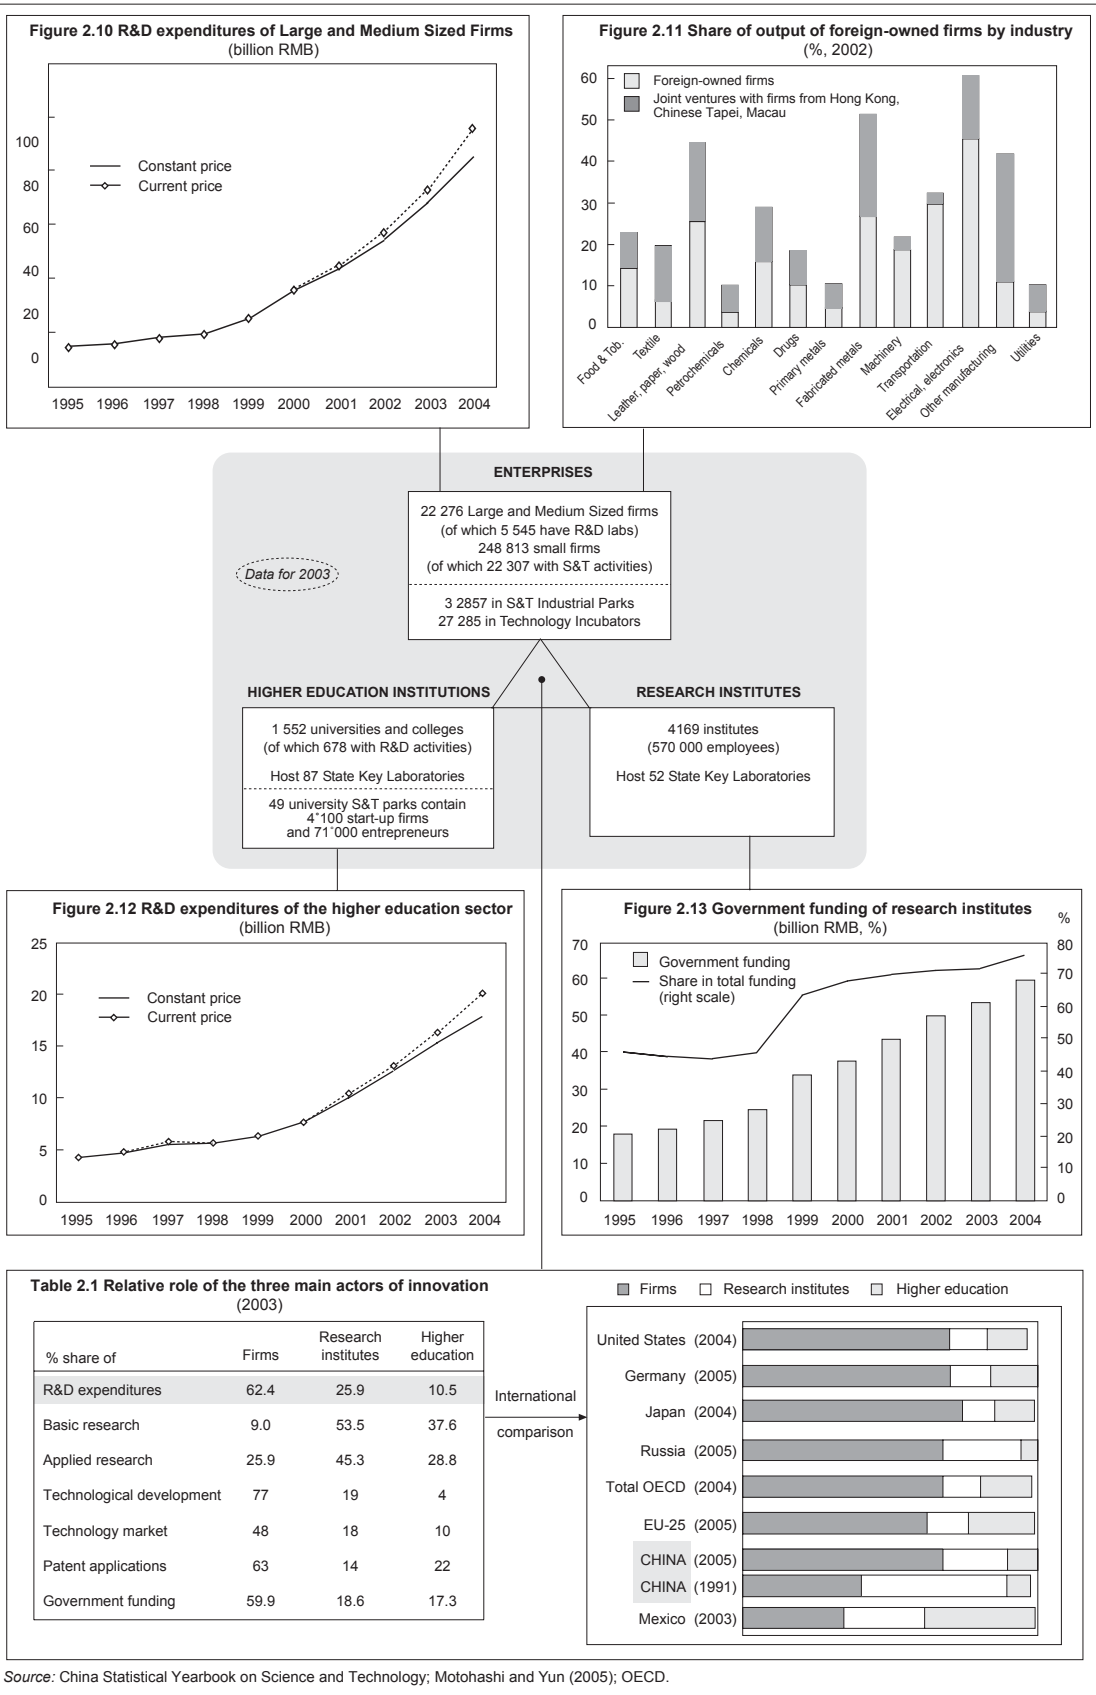 Figure 2.10 R&D expenditures of Large and Medium Sized Firms
(billion RMB)
100
80
60
40
20
0
Constant price
Current price
1995 1996 1997 1998 1999 2000 2001 2002 2003 2004
Figure 2.11 Share of output of foreign-owned firms by industry
(%, 2002)
60
50
40
30
20
10
0
Foreign-owned firms
Joint ventures with firms from Hong Kong,
Chinese Tapei, Macau
Food & Tob.
Textile
Leather, paper, wood
Petrochemicals
Chemicals
Drugs
Primary metals
Fabricated metals
Machinery
Transportation
Electrical, electronics
Other manufacturing
Utilities
ENTERPRISES
22 276 Large and Medium Sized firms
(of which 5 545 have R&D labs)
248 813 small firms
(of which 22 307 with S&T activities)
3 2857 in S&T Industrial Parks
27 285 in Technology Incubators
Data for 2003
HIGHER EDUCATION INSTITUTIONS
1 552 universities and colleges
(of which 678 with R&D activities)
Host 87 State Key Laboratories
49 university S&T parks contain
4˚100 start-up firms
and 71˚000 entrepreneurs
RESEARCH INSTITUTES
4169 institutes
(570 000 employees)
Host 52 State Key Laboratories
Figure 2.12 R&D expenditures of the higher education sector
(billion RMB)
25
20
15
10
5
0
Constant price
Current price
1995 1996 1997 1998 1999 2000 2001 2002 2003 2004
Figure 2.13 Government funding of research institutes
(billion RMB, %)
%
70
60
50
40
30
20
10
0
Government funding
Share in total funding
(right scale)
80
70
60
50
40
30
20
10
0
1995 1996 1997 1998 1999 2000 2001 2002 2003 2004
Table 2.1 Relative role of the three main actors of innovation
(2003)
% share of Firms Research institutes Higher education
R&D expenditures 62.4 25.9 10.5
Basic research 9.0 53.5 37.6
Applied research 25.9 45.3 28.8
Technological development 77 19 4
Technology market 48 18 10
Patent applications 63 14 22
Government funding 59.9 18.6 17.3
International
comparison
Firms Research institutes Higher education
United States (2004)
Germany (2005)
Japan (2004)
Russia (2005)
Total OECD (2004)
EU-25 (2005)
CHINA (2005)
CHINA (1991)
Mexico (2003)
Source: China Statistical Yearbook on Science and Technology; Motohashi and Yun (2005); OECD.